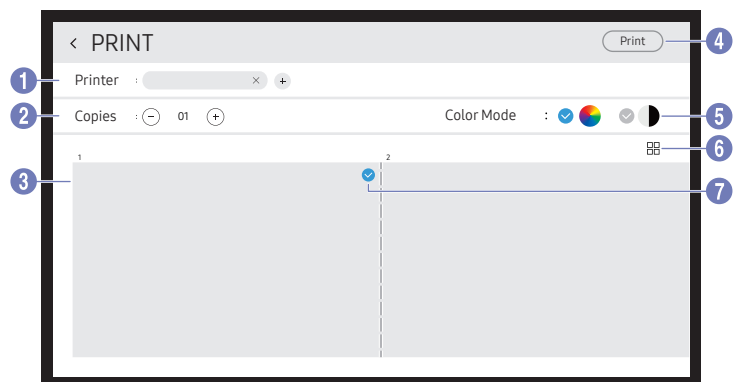 < PRINT
Print
4
1
Printer : × +
2
Copies : − 01 +
Color Mode :
5
6
1
2
3
7